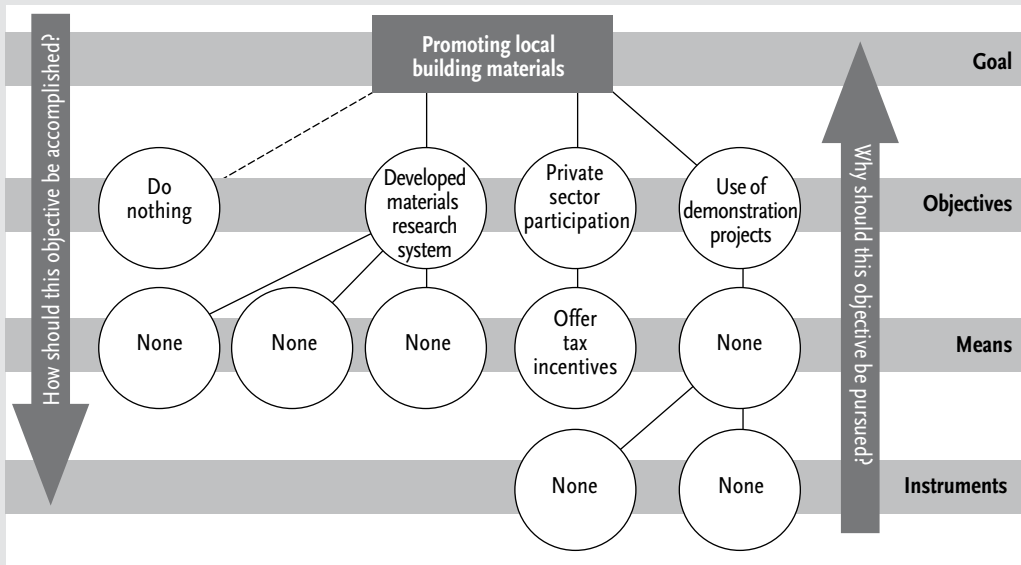 How should this objective be accomplished?
Promoting local
building materials
Goal
Do
nothing
Developed
materials
research
system
Private
sector
participation
Use of
demonstration
projects
Objectives
None
None
None
Offer
tax
incentives
None
Means
None
None
Instruments
Why should this objective be pursued?